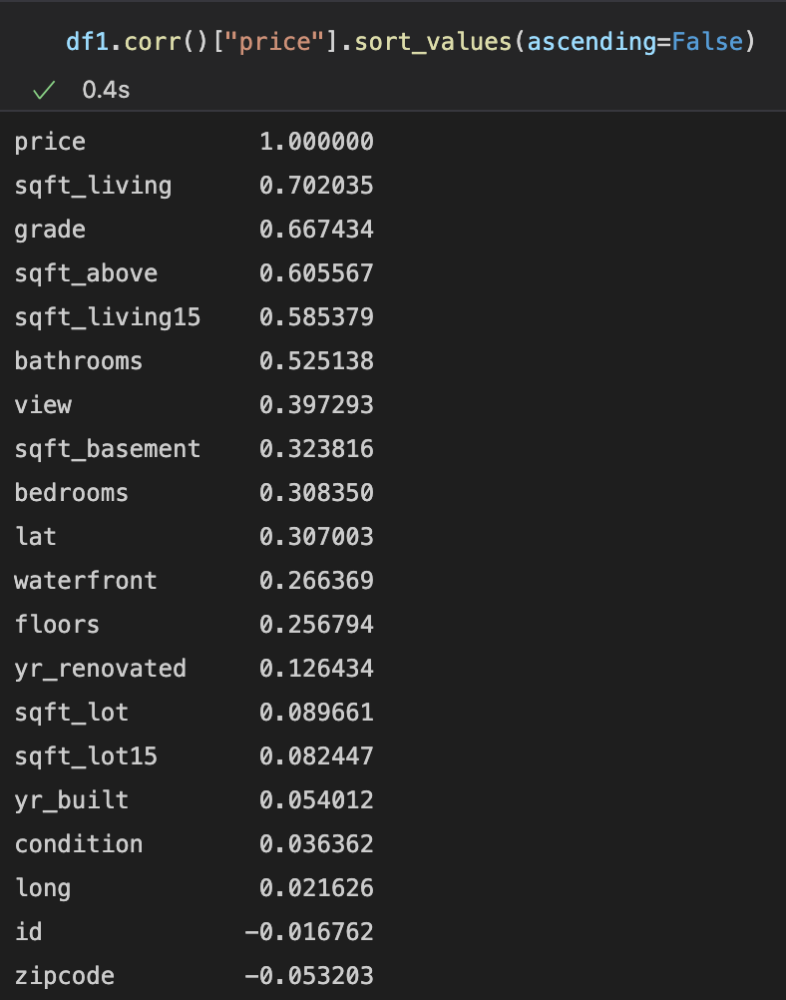 df1.corr()["price"].sort_values(ascending=False)
✓ 0.4s
price 1.000000
sqft_living 0.702035
grade 0.667434
sqft_above 0.605567
sqft_living15 0.585379
bathrooms 0.525138
view 0.397293
sqft_basement 0.323816
bedrooms 0.308350
lat 0.307003
waterfront 0.266369
floors 0.256794
yr_renovated 0.126434
sqft_lot 0.089661
sqft_lot15 0.082447
yr_built 0.054012
condition 0.036362
long 0.021626
id -0.016762
zipcode -0.053203